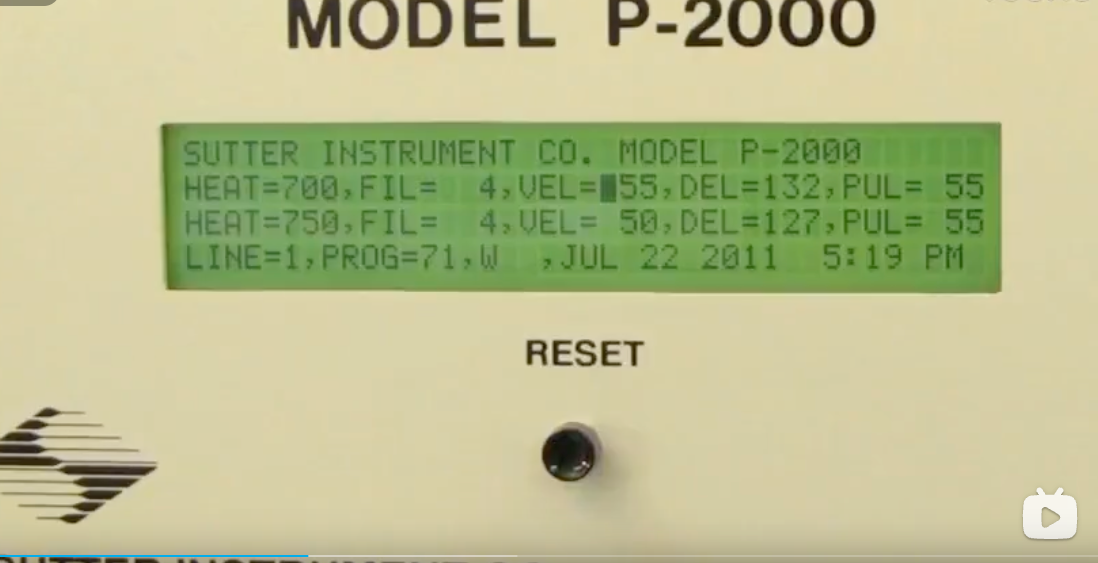 MODEL P-2000
SUTTER INSTRUMENT CO. MODEL P-2000
HEAT=700,FIL= 4,VEL= 55,DEL=132,PUL= 55
HEAT=750,FIL= 4,VEL= 50,DEL=127,PUL= 55
LINE=1,PROG=71,W ,JUL 22 2011 5:19 PM
RESET
SUTTER INSTRUMENT